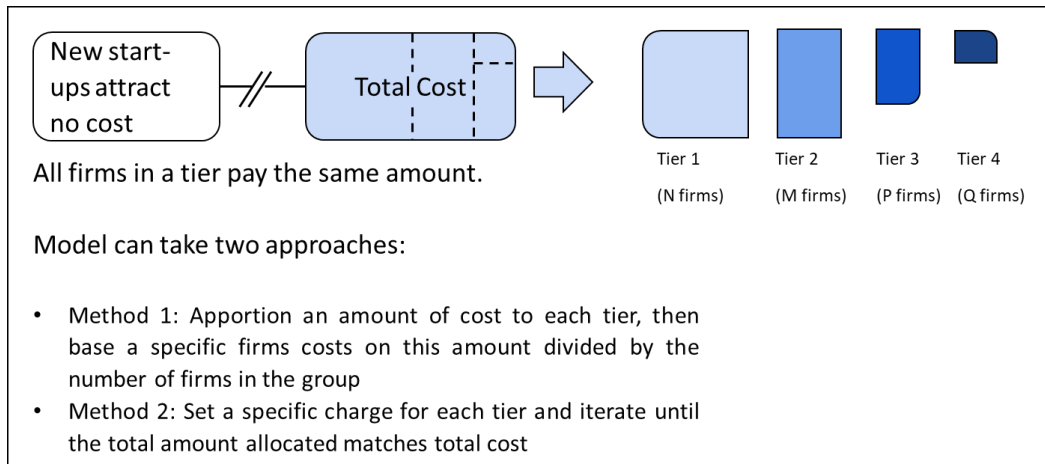 New start-
ups attract
no cost
Total Cost
Tier 1
(N firms)
Tier 2
(M firms)
Tier 3
(P firms)
Tier 4
(Q firms)
All firms in a tier pay the same amount.
Model can take two approaches:
• Method 1: Apportion an amount of cost to each tier, then
base a specific firms costs on this amount divided by the
number of firms in the group
• Method 2: Set a specific charge for each tier and iterate until
the total amount allocated matches total cost